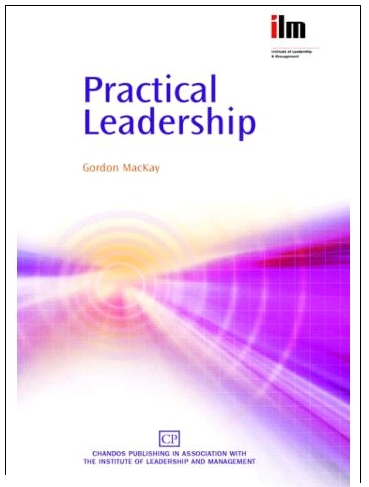 ilm
Institute of Leadership
& Management
Practical
Leadership
Gordon MacKay
CP
CHANDOS PUBLISHING IN ASSOCIATION WITH
THE INSTITUTE OF LEADERSHIP AND MANAGEMENT